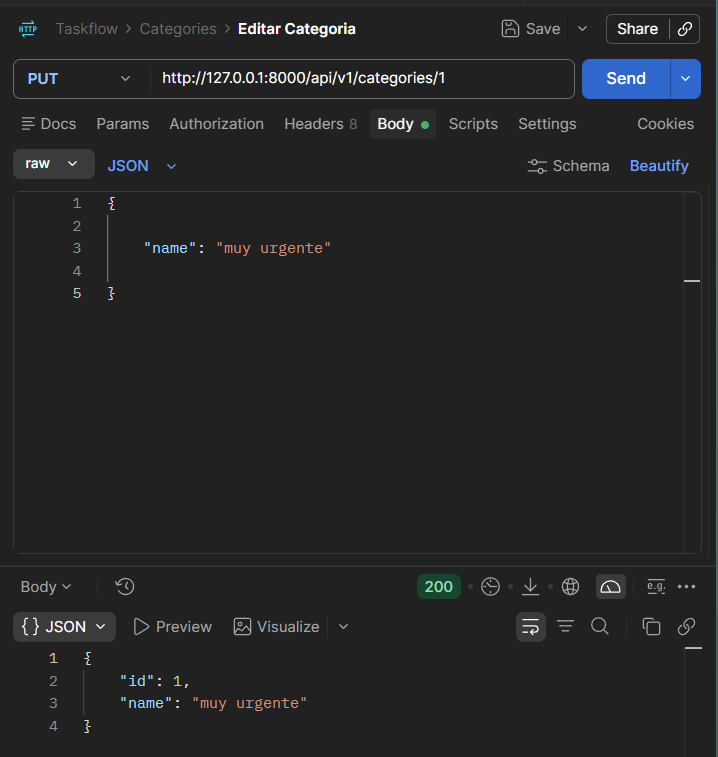 HTTP Taskflow > Categories > Editar Categoria Save Share
PUT http://127.0.0.1:8000/api/v1/categories/1 Send
Docs Params Authorization Headers 8 Body Scripts Settings Cookies
raw JSON Schema Beautify
1 {
2
3 "name": "muy urgente"
4
5 }
Body 200 e.g.
{} JSON Preview Visualize
1 {
2 "id": 1,
3 "name": "muy urgente"
4 }